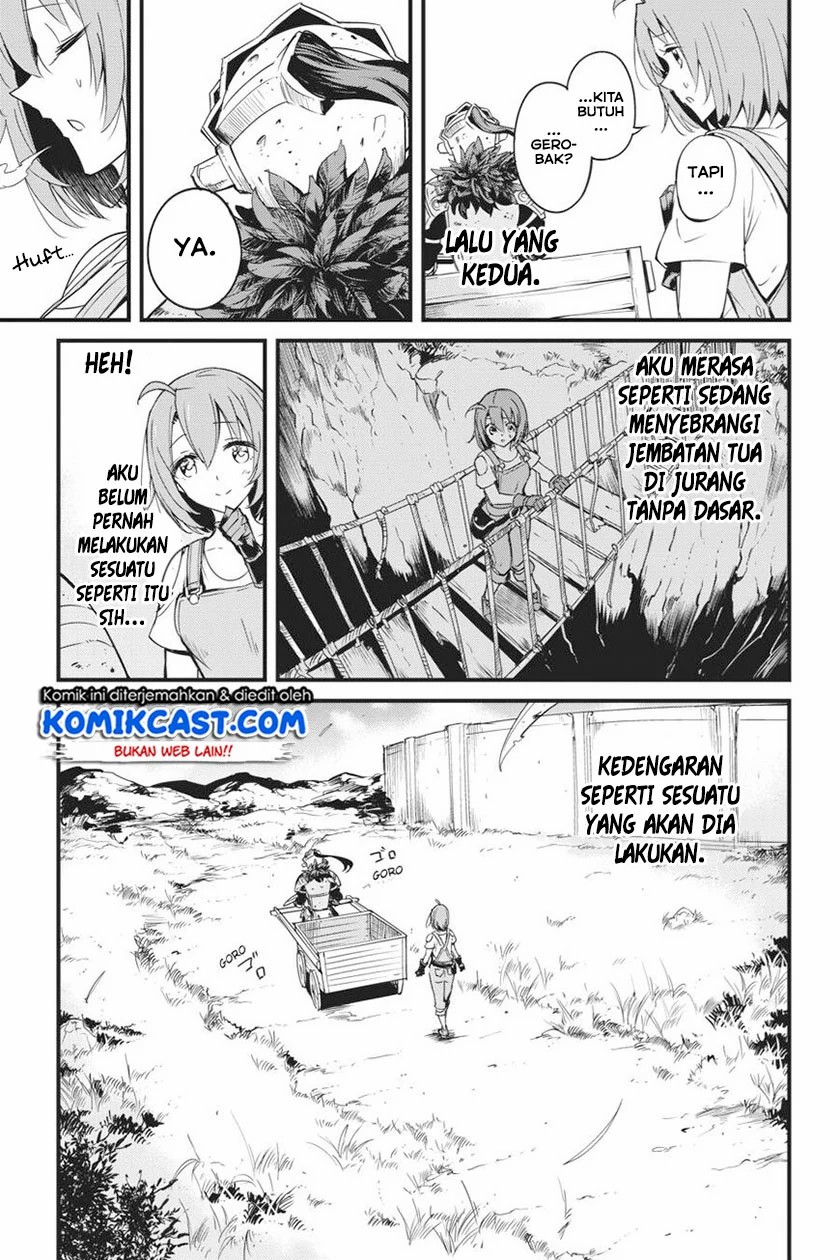 TAPI
...
...KITA
BUTUH
...
...
GERO-
BAK?
LALU YANG
KEDUA.
YA.
Huft...
AKU MERASA
SEPERTI SEDANG
MENYEBRANGI
JEMBATAN TUA
DI JURANG
TANPA DASAR.
HEH!
AKU
BELUM
PERNAH
MELAKUKAN
SESUATU
SEPERTI ITU
SIH...
Komik ini diterjemahkan & diedit oleh
KOMIKCAST.COM
BUKAN WEB LAIN!!
KEDENGARAN
SEPERTI SESUATU
YANG AKAN DIA
LAKUKAN.
ゴロ
GORO
GORO
ゴロ